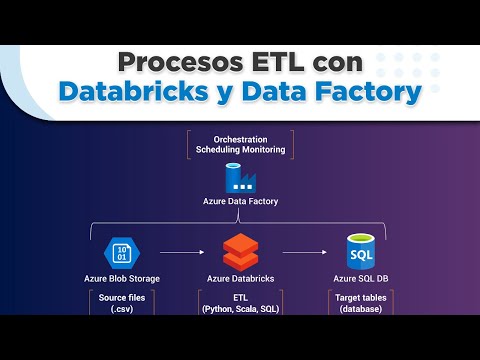 Procesos ETL con
Databricks y Data Factory
Orchestration
Scheduling Monitoring
Azure Data Factory
10
01
SQL
Azure Blob Storage
Azure Databricks
Azure SQL DB
Source files
(.csv)
ETL
(Python, Scala, SQL)
Target tables
(database)